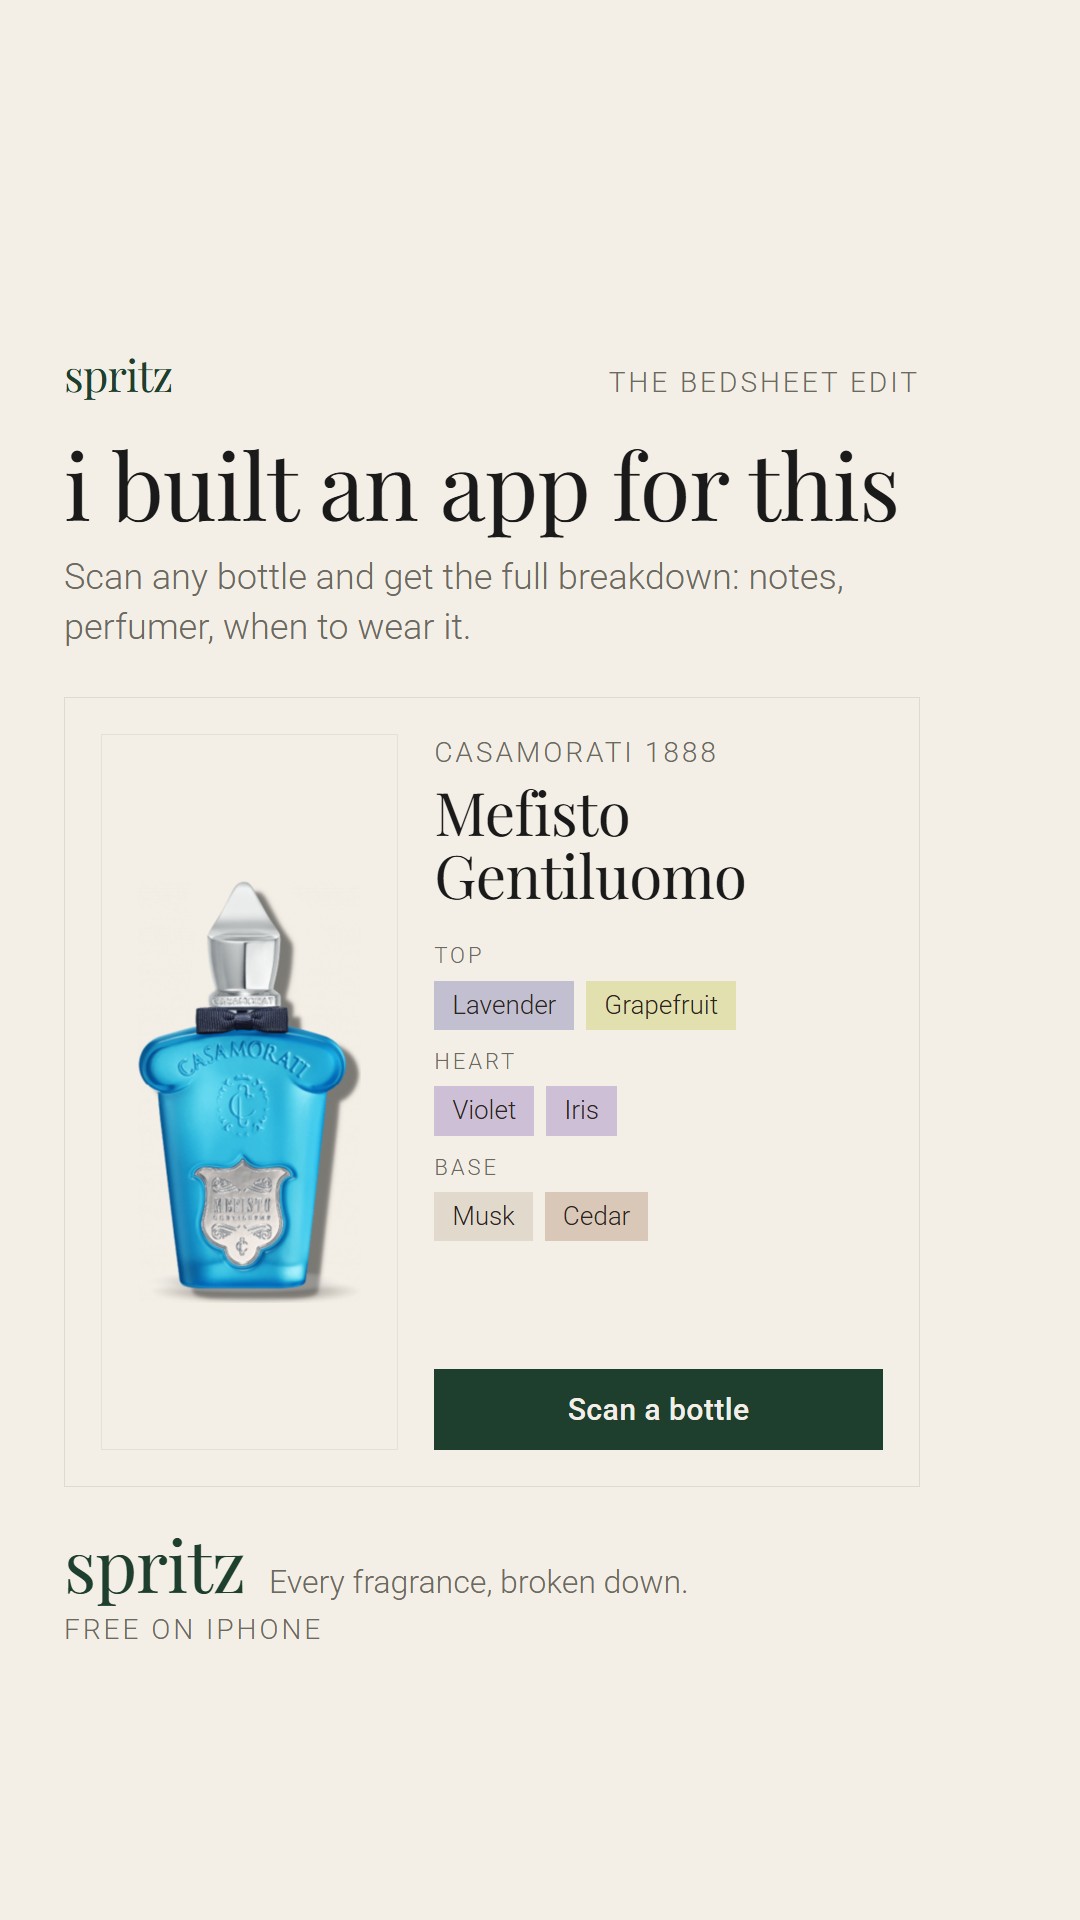 spritz
THE BEDSHEET EDIT
i built an app for this
Scan any bottle and get the full breakdown: notes,
perfumer, when to wear it.
CASAMORATI 1888
Mefisto
Gentiluomo
TOP
Lavender
Grapefruit
HEART
Violet
Iris
BASE
Musk
Cedar
CASAMORATI
MEFISTO
GENTILUOMO
Scan a bottle
spritz
Every fragrance, broken down.
FREE ON IPHONE